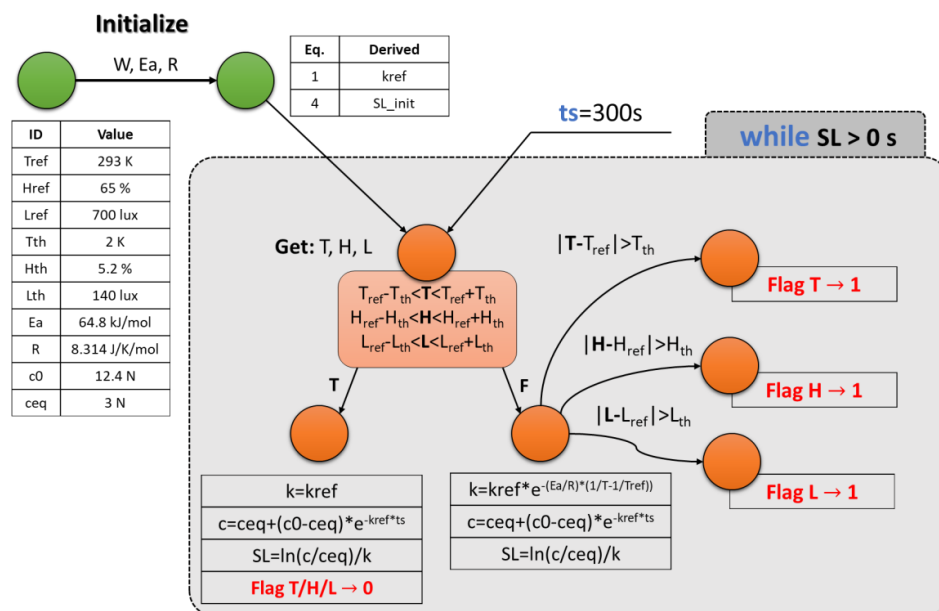 Initialize
W, Ea, R
Eq. Derived
1 kref
4 SL_init
ts=300s
while SL > 0 s
ID Value
Tref 293 K
Href 65 %
Lref 700 lux
Tth 2 K
Hth 5.2 %
Lth 140 lux
Ea 64.8 kJ/mol
R 8.314 J/K/mol
c0 12.4 N
ceq 3 N
Get: T, H, L
Tref-Tth<T<Tref+Tth
Href-Hth<H<Href+Hth
Lref-Lth<L<Lref+Lth
T
F
|T-Tref|>Tth
Flag T → 1
|H-Href|>Hth
Flag H → 1
|L-Lref|>Lth
Flag L → 1
k=kref
c=ceq+(c0-ceq)*e-kref*ts
SL=ln(c/ceq)/k
Flag T/H/L → 0
k=kref*e-(Ea/R)*(1/T-1/Tref))
c=ceq+(c0-ceq)*e-kref*ts
SL=ln(c/ceq)/k